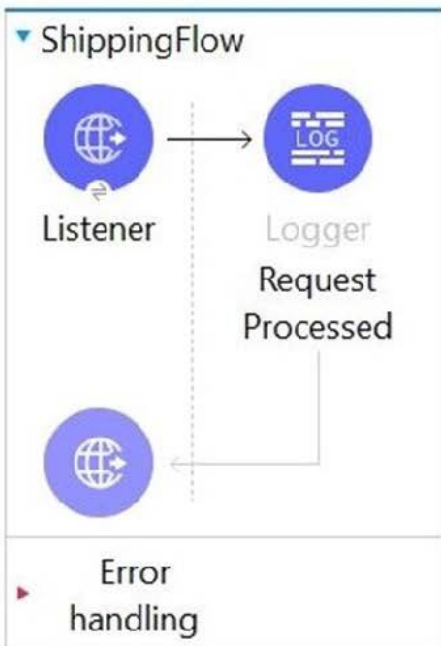 ShippingFlow
LOG
Listener
Logger
Request
Processed
Error
handling